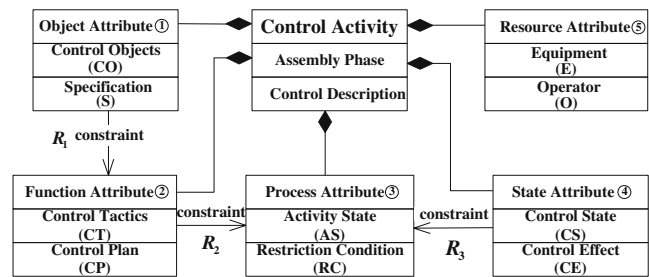 Object Attribute①
Control Objects
(CO)
Specification
(S)
Control Activity
Assembly Phase
Control Description
Resource Attribute⑤
Equipment
(E)
Operator
(O)
R1 constraint
Function Attribute②
Control Tactics
(CT)
Control Plan
(CP)
constraint
R2
Process Attribute③
Activity State
(AS)
Restriction Condition
(RC)
constraint
R3
State Attribute④
Control State
(CS)
Control Effect
(CE)